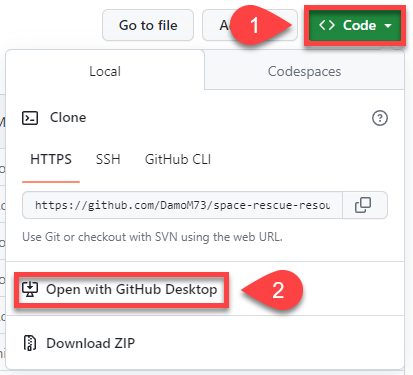 Go to file
A
1
<> Code
Local
Codespaces
Clone
HTTPS
SSH
GitHub CLI
https://github.com/DamoM73/space-rescue-resou
Use Git or checkout with SVN using the web URL.
Open with GitHub Desktop
2
Download ZIP